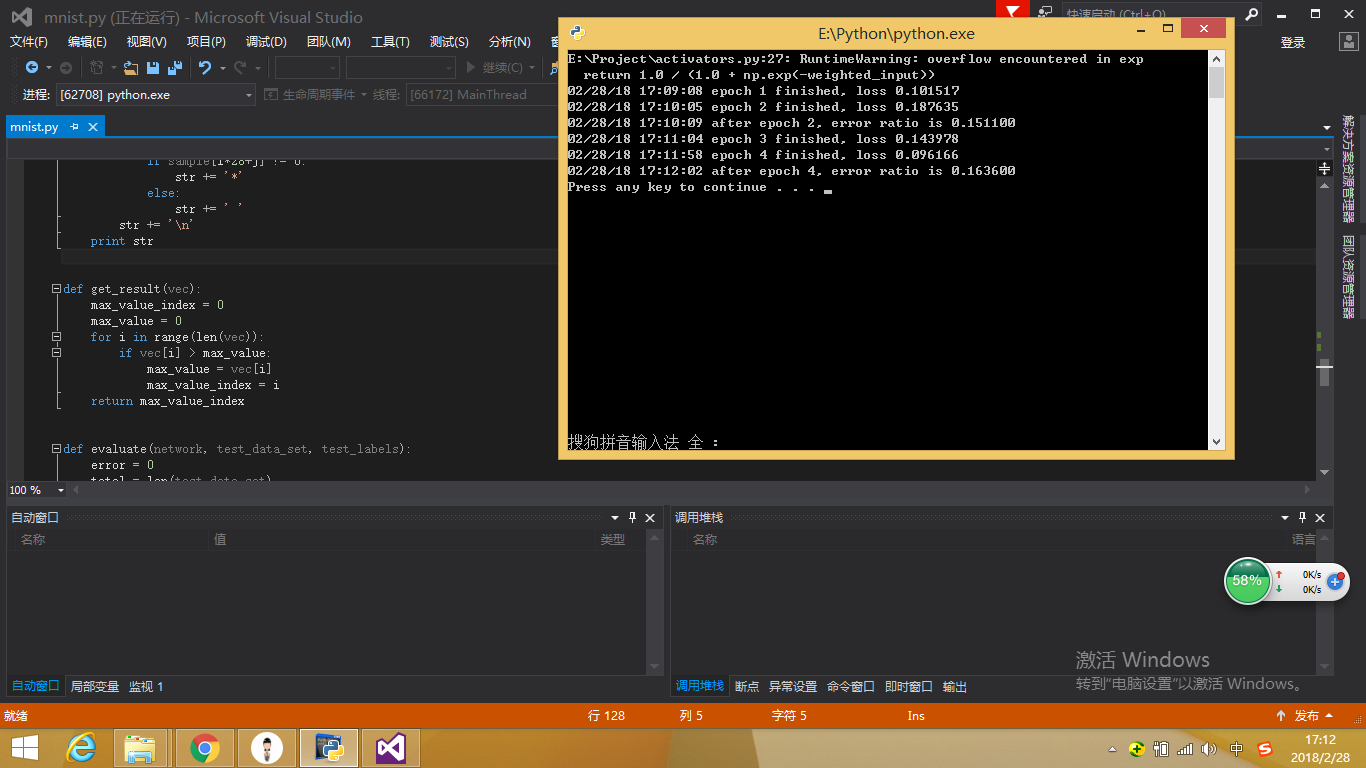 mnist.py (正在运行) - Microsoft Visual Studio
快速启动 (Ctrl+Q)
文件(F) 编辑(E) 视图(V) 项目(P) 调试(D) 团队(M) 工具(T) 测试(S) 分析(N)
登录
继续(C)
进程: [62708] python.exe 生命周期事件 线程: [66172] MainThread
mnist.py
if sample[i*28+j] != 0:
str += '*'
else:
str += ' '
str += '\n'
print str
def get_result(vec):
max_value_index = 0
max_value = 0
for i in range(len(vec)):
if vec[i] > max_value:
max_value = vec[i]
max_value_index = i
return max_value_index
def evaluate(network, test_data_set, test_labels):
error = 0
total = len(test_data_set)
100 %
E:\Python\python.exe
E:\Project\activators.py:27: RuntimeWarning: overflow encountered in exp
return 1.0 / (1.0 + np.exp(-weighted_input))
02/28/18 17:09:08 epoch 1 finished, loss 0.101517
02/28/18 17:10:05 epoch 2 finished, loss 0.187635
02/28/18 17:10:09 after epoch 2, error ratio is 0.151100
02/28/18 17:11:04 epoch 3 finished, loss 0.143978
02/28/18 17:11:58 epoch 4 finished, loss 0.096166
02/28/18 17:12:02 after epoch 4, error ratio is 0.163600
Press any key to continue . . .
搜狗拼音输入法 全 :
解决方案资源管理器
团队资源管理器
自动窗口
名称 值 类型
调用堆栈
名称 语言
58%
0K/s
0K/s
自动窗口 局部变量 监视 1
调用堆栈 断点 异常设置 命令窗口 即时窗口 输出
激活 Windows
转到"电脑设置"以激活 Windows。
就绪 行 128 列 5 字符 5 Ins 发布
中
17:12
2018/2/28